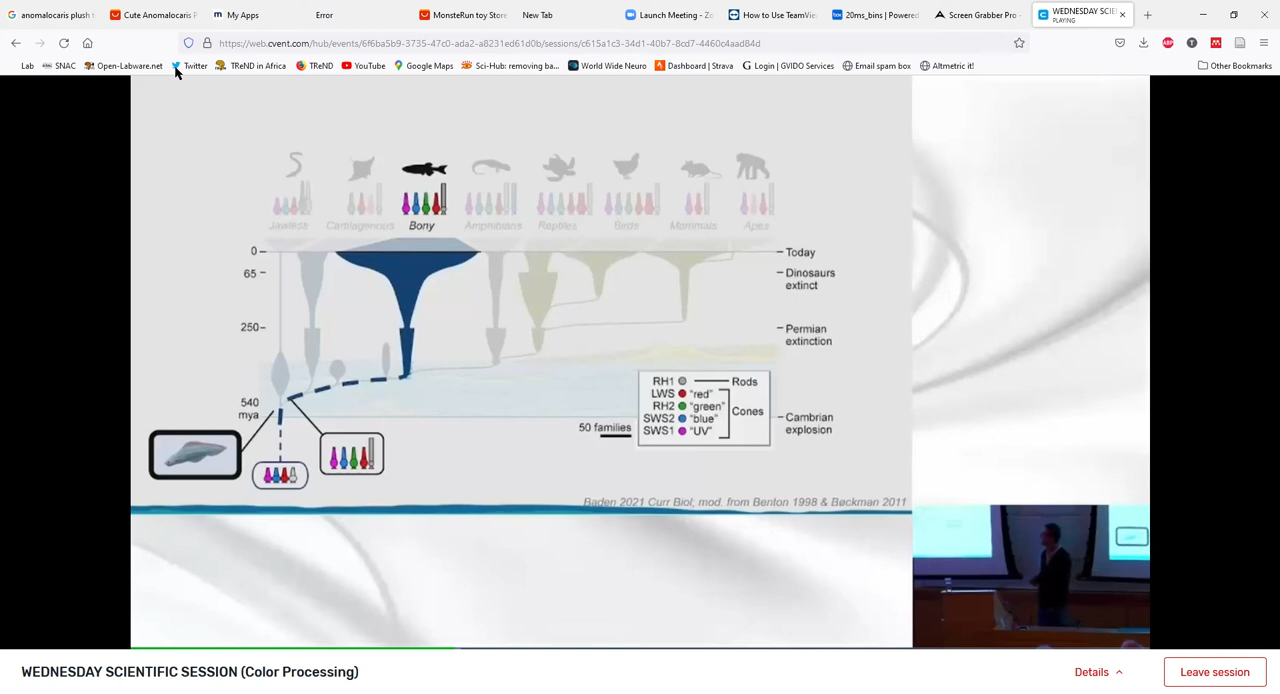 anomalocaris plush t
Cute Anomalocaris P
My Apps
Error
MonsteRun toy Store
New Tab
Launch Meeting - Zo
How to Use TeamVie
20ms_bins | Powered
Screen Grabber Pro -
WEDNESDAY SCIE
PLAYING
https://web.cvent.com/hub/events/6f6ba5b9-3735-47c0-ada2-a8231ed61d0b/sessions/c615a1c3-34d1-40b7-8cd7-4460c4aad84d
Lab SNAC Open-Labware.net Twitter TReND in Africa TReND YouTube Google Maps Sci-Hub: removing ba... World Wide Neuro Dashboard | Strava Login | GVIDO Services Email spam box Altmetric it! Other Bookmarks
Jawless Cartilagenous Bony Amphibians Reptiles Birds Mammals Apes
0 Today
65 Dinosaurs
extinct
250 Permian
extinction
540
mya
RH1 Rods
LWS "red"
RH2 "green" Cones
SWS2 "blue"
SWS1 "UV"
50 families
Cambrian
explosion
Baden 2021 Curr Biol, mod. from Benton 1998 & Bøckman 2011
WEDNESDAY SCIENTIFIC SESSION (Color Processing)
Details
Leave session